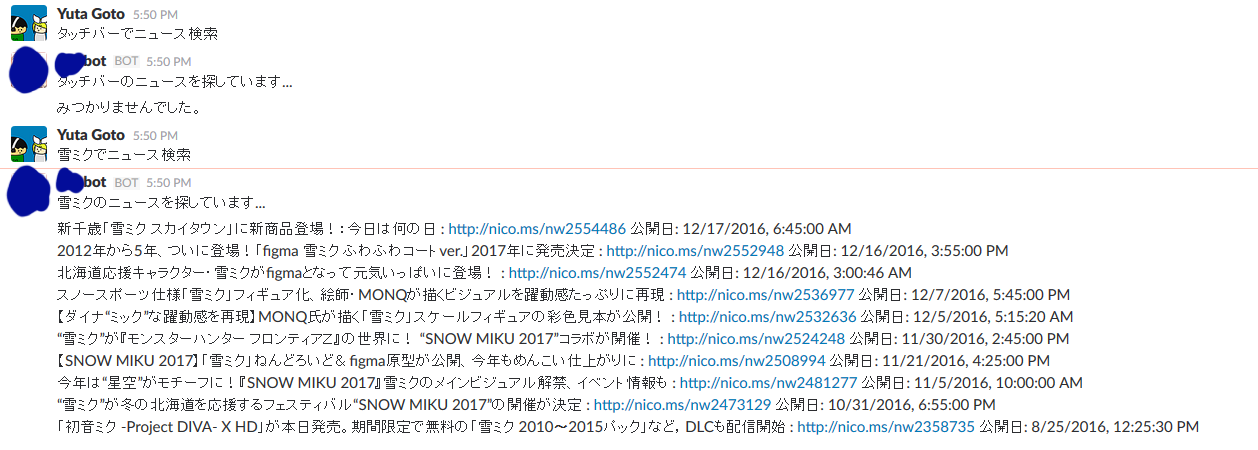 Yuta Goto 5:50 PM
タッチバーでニュース検索
bot BOT 5:50 PM
タッチバーのニュースを探しています...
みつかりませんでした。
Yuta Goto 5:50 PM
雪ミクでニュース検索
bot BOT 5:50 PM
雪ミクのニュースを探しています...
新千歳「雪ミク スカイタウン」に新商品登場！：今日は何の日 : http://nico.ms/nw2554486 公開日: 12/17/2016, 6:45:00 AM
2012年から5年、ついに登場！「figma 雪ミク ふわふわコート ver.」2017年に発売決定 : http://nico.ms/nw2552948 公開日: 12/16/2016, 3:55:00 PM
北海道応援キャラクター・雪ミクがfigmaとなって元気いっぱいに登場！ : http://nico.ms/nw2552474 公開日: 12/16/2016, 3:00:46 AM
スノースポーツ仕様「雪ミク」フィギュア化、絵師・MONQが描くビジュアルを躍動感たっぷりに再現 : http://nico.ms/nw2536977 公開日: 12/7/2016, 5:45:00 PM
【ダイナ“ミック”な躍動感を再現】MONQ氏が描く「雪ミク」スケールフィギュアの彩色見本が公開！ : http://nico.ms/nw2532636 公開日: 12/5/2016, 5:15:20 AM
“雪ミク”が『モンスターハンター フロンティアZ』の世界に！ “SNOW MIKU 2017”コラボが開催！ : http://nico.ms/nw2524248 公開日: 11/30/2016, 2:45:00 PM
【SNOW MIKU 2017】「雪ミク」ねんどろいど＆figma原型が公開、今年もめんこい仕上がりに : http://nico.ms/nw2508994 公開日: 11/21/2016, 4:25:00 PM
今年は“星空”がモチーフに！『SNOW MIKU 2017』雪ミクのメインビジュアル解禁、イベント情報も : http://nico.ms/nw2481277 公開日: 11/5/2016, 10:00:00 AM
“雪ミク”が冬の北海道を応援するフェスティバル“SNOW MIKU 2017”の開催が決定 : http://nico.ms/nw2473129 公開日: 10/31/2016, 6:55:00 PM
「初音ミク -Project DIVA- X HD」が本日発売。期間限定で無料の「雪ミク 2010～2015パック」など，DLCも配信開始 : http://nico.ms/nw2358735 公開日: 8/25/2016, 12:25:30 PM